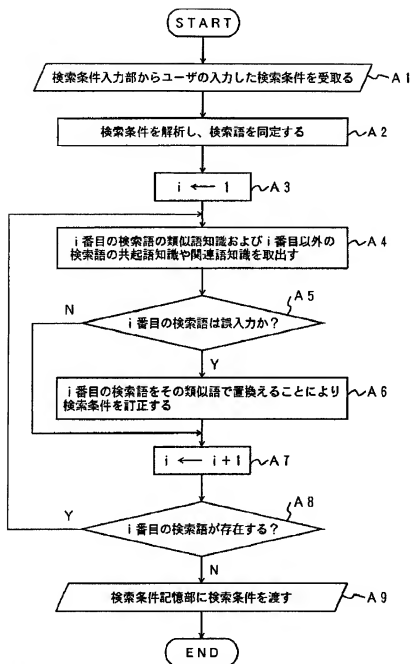 START
検索条件入力部からユーザの入力した検索条件を受取る
A1
検索条件を解析し、検索語を同定する
A2
i ← 1
A3
i番目の検索語の類似語知識およびi番目以外の
検索語の共起語知識や関連語知識を取出す
A4
A5
N
i番目の検索語は誤入力か?
Y
i番目の検索語をその類似語で置換えることにより
検索条件を訂正する
A6
i ← i+1
A7
A8
Y
i番目の検索語が存在する?
N
検索条件記憶部に検索条件を渡す
A9
END